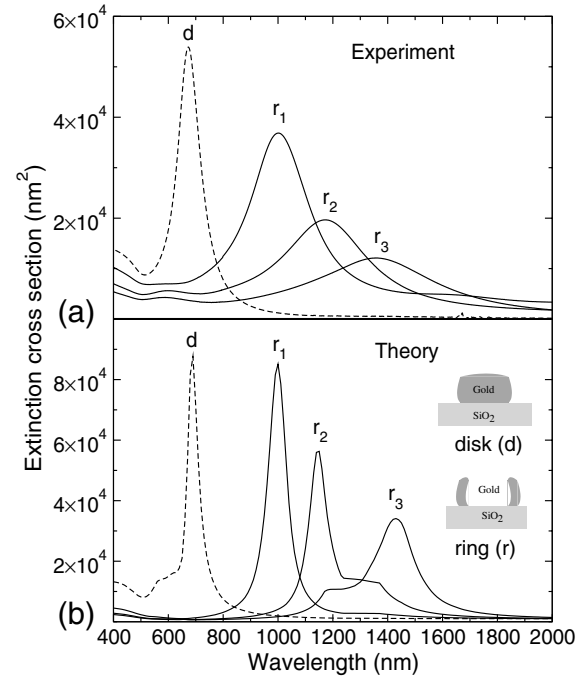 6×10⁴
d
Experiment
4×10⁴
r₁
r₂
2×10⁴
r₃
(a)
Extinction cross section (nm²)
d
r₁
Theory
8×10⁴
Gold
SiO₂
disk (d)
6×10⁴
r₂
4×10⁴
r₃
Gold
SiO₂
ring (r)
2×10⁴
(b)
400 600 800 1000 1200 1400 1600 1800 2000
Wavelength (nm)